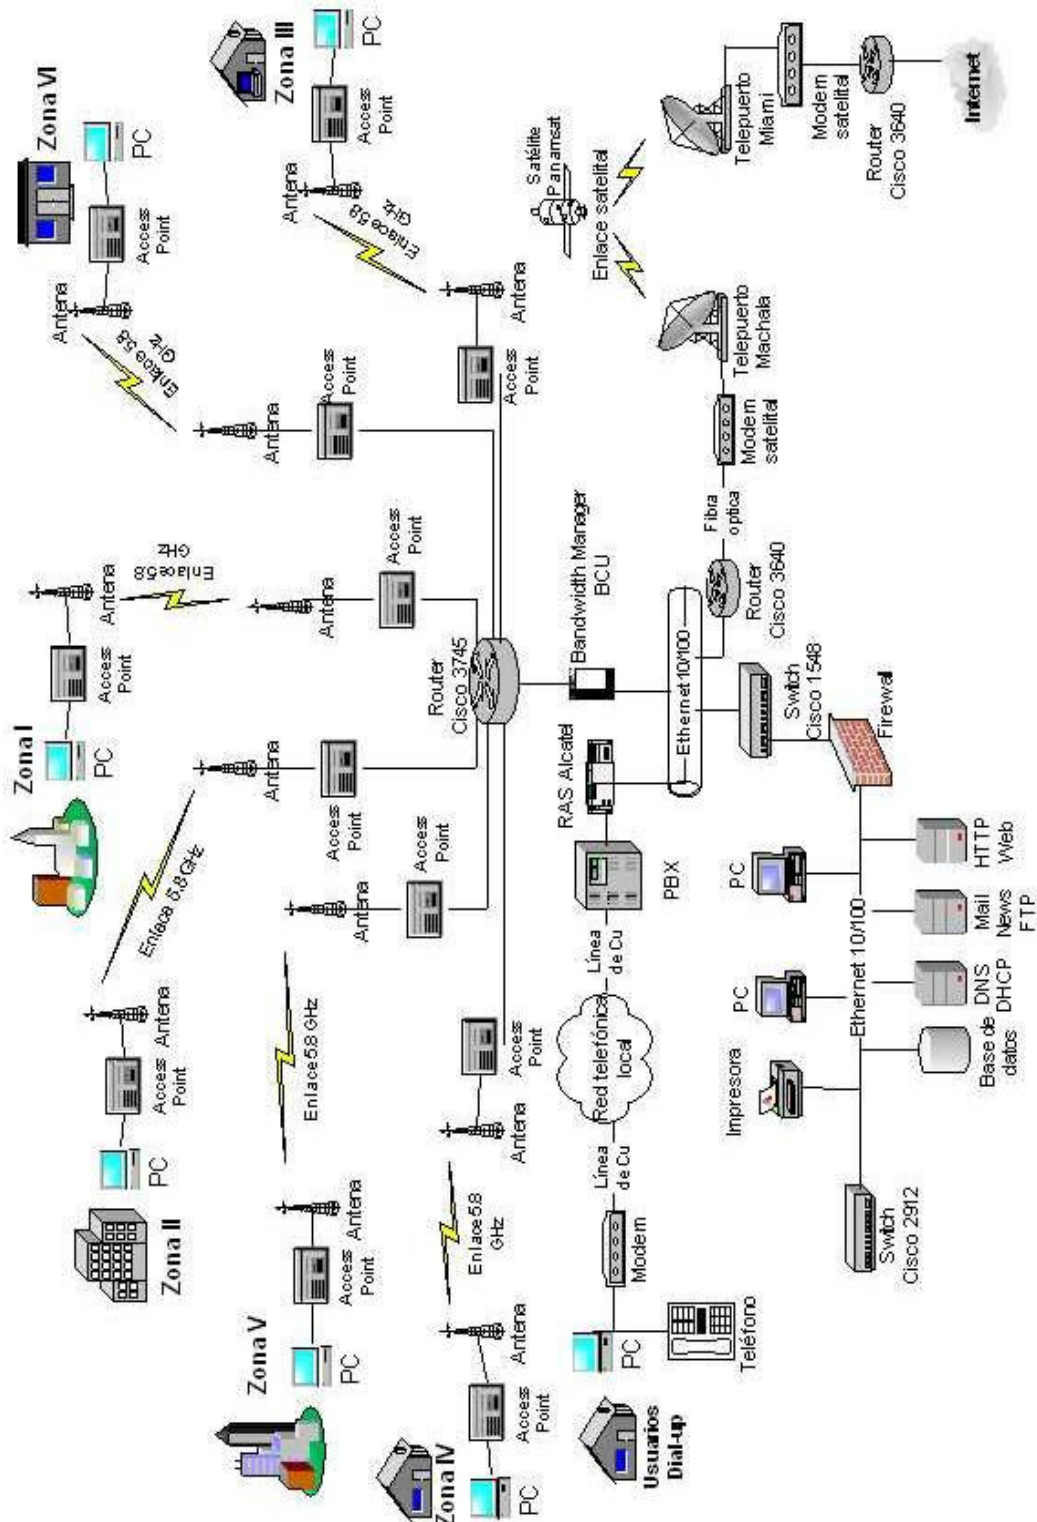 Zona IV
PC
Access
Point
Antena
Enlace 5.8
GHz
Antena
Access
Point
Zona V
PC
Access
Point
Antena
Enlace 5.8 GHz
Antena
Access
Point
Zona II
PC
Access
Point
Antena
Enlace 5.8 GHz
Antena
Access
Point
Zona I
PC
Access
Point
Antena
Enlace 5.8
GHz
Antena
Access
Point
Zona VI
PC
Access
Point
Antena
Enlace 5.8
GHz
Antena
Access
Point
Zona III
PC
Access
Point
Antena
Enlace 5.8
GHz
Antena
Access
Point
Router
Cisco 3745
Bandwidth Manager
BCU
Usuarios
Dial-up
PC
Teléfono
Modem
Línea
de Cu
Red telefónica
local
Línea
de Cu
PBX
RAS Alcatel
Ethernet 10/100
Router
Cisco 3640
Fibra
optica
Modem
satelital
Telepuerto
Machala
Enlace satelital
Satélite
Panamsat
Telepuerto
Miami
Modem
satelital
Router
Cisco 3640
Internet
Switch
Cisco 1548
Firewall
Switch
Cisco 2912
Impresora
PC
PC
Ethernet 10/100
Base de
datos
DNS
DHCP
Mail
News
FTP
HTTP
Web